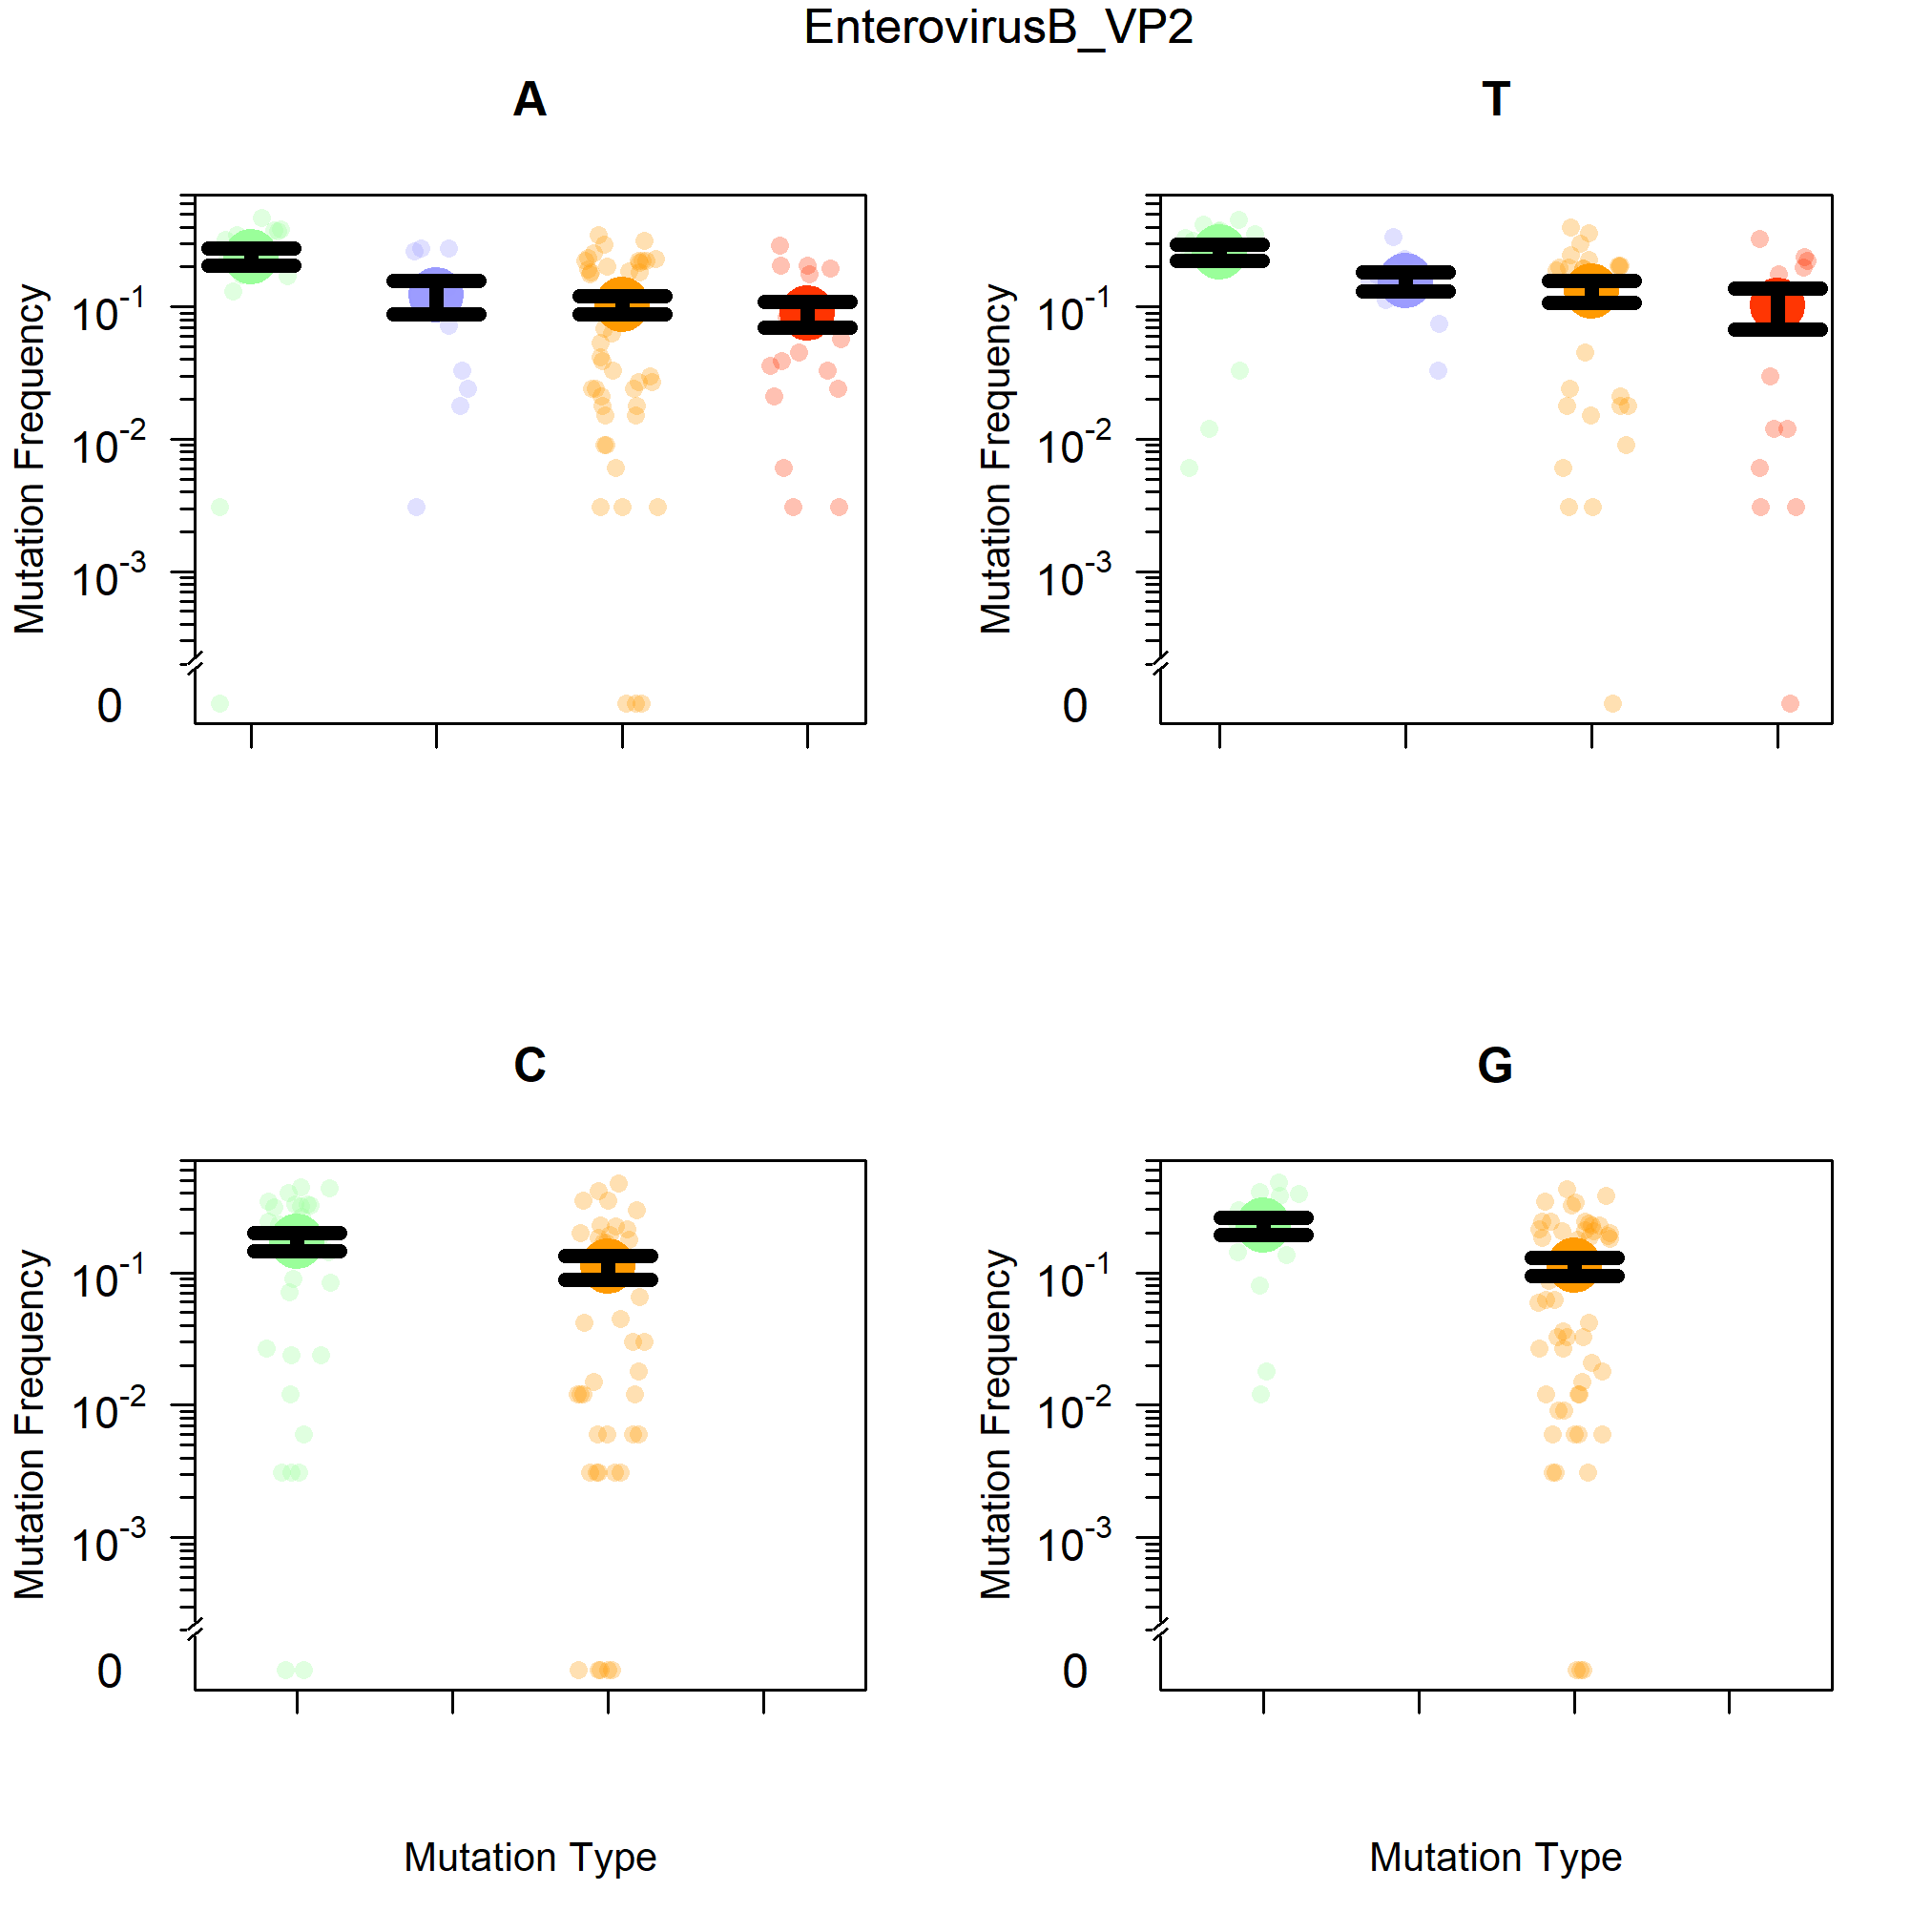 EnterovirusB_VP2
A
Mutation Frequency
10-1
10-2
10-3
0
T
Mutation Frequency
10-1
10-2
10-3
0
C
Mutation Frequency
10-1
10-2
10-3
0
Mutation Type
G
Mutation Frequency
10-1
10-2
10-3
0
Mutation Type